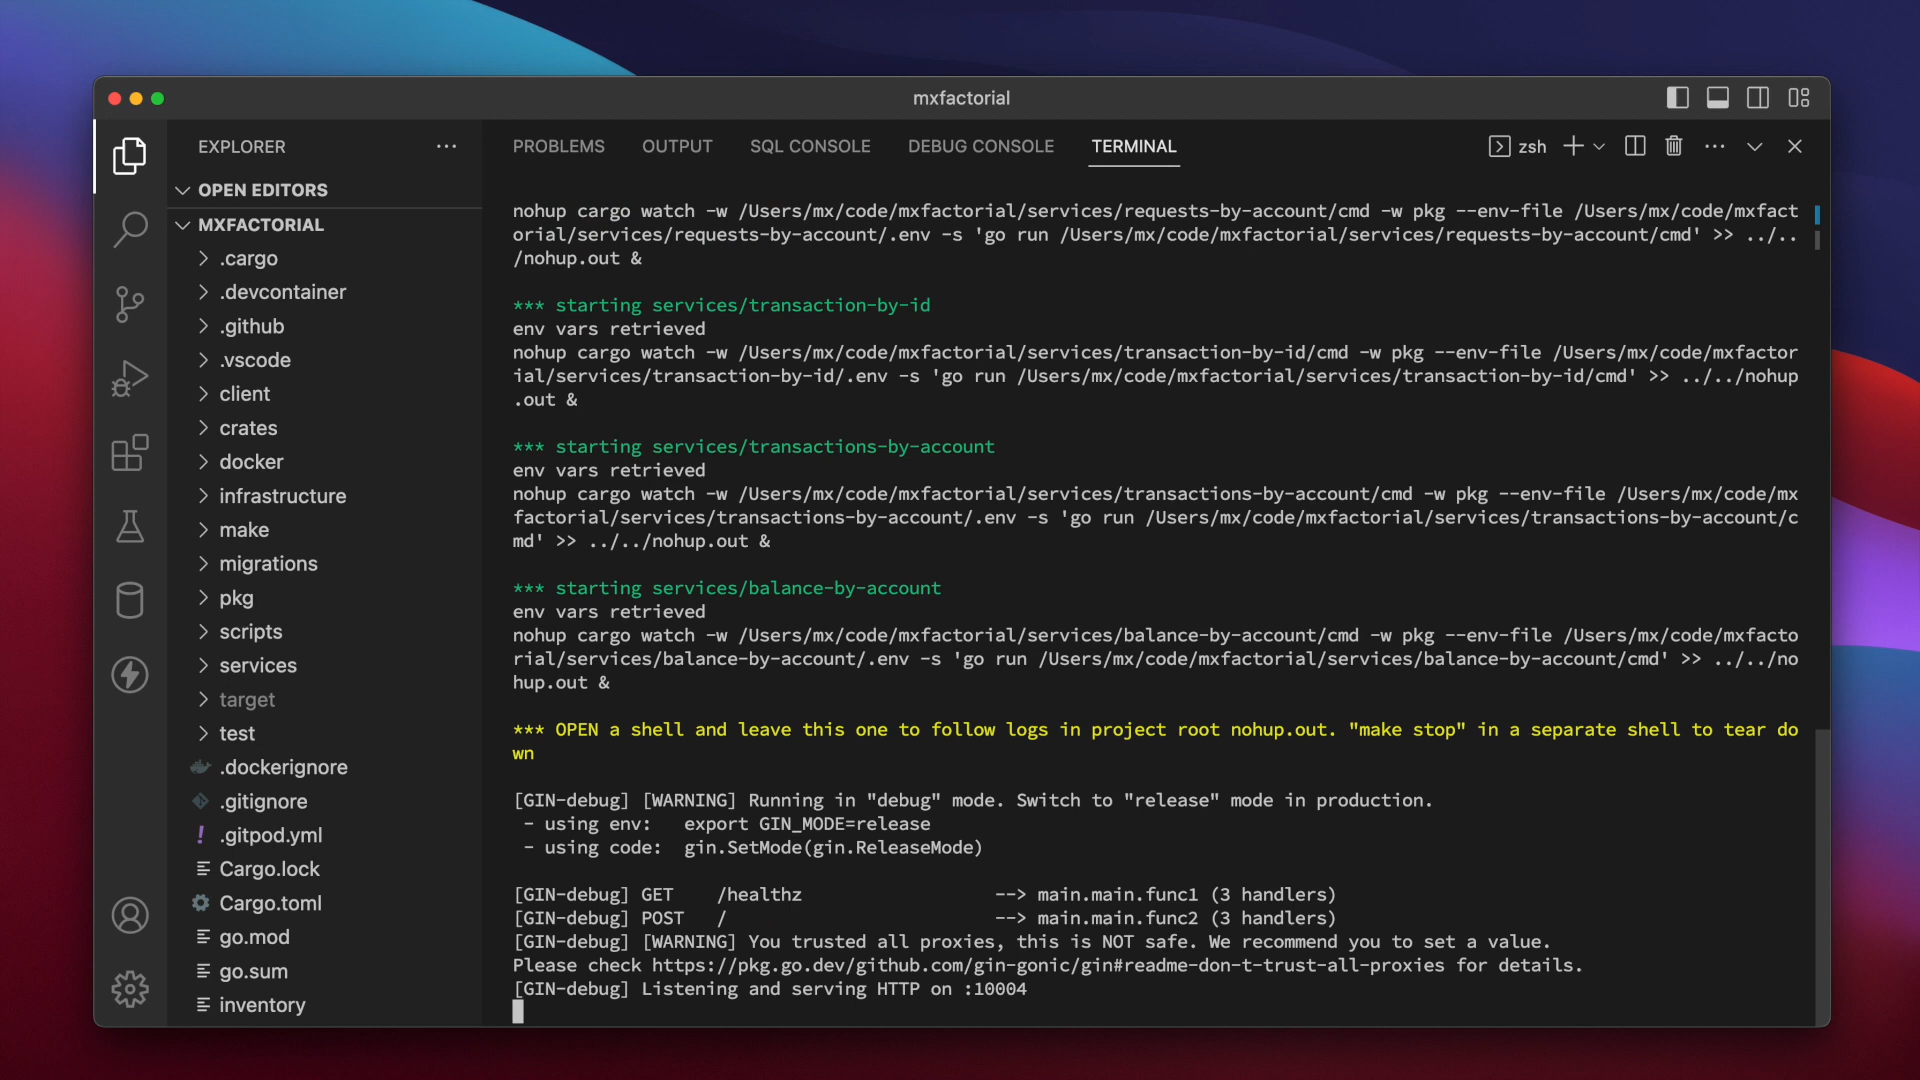 mxfactorial
EXPLORER
OPEN EDITORS
MXFACTORIAL
.cargo
.devcontainer
.github
.vscode
client
crates
docker
infrastructure
make
migrations
pkg
scripts
services
target
test
.dockerignore
.gitignore
.gitpod.yml
Cargo.lock
Cargo.toml
go.mod
go.sum
inventory
PROBLEMS OUTPUT SQL CONSOLE DEBUG CONSOLE TERMINAL zsh
nohup cargo watch -w /Users/mx/code/mxfactorial/services/requests-by-account/cmd -w pkg --env-file /Users/mx/code/mxfact
orial/services/requests-by-account/.env -s 'go run /Users/mx/code/mxfactorial/services/requests-by-account/cmd' >> ../..
/nohup.out &
*** starting services/transaction-by-id
env vars retrieved
nohup cargo watch -w /Users/mx/code/mxfactorial/services/transaction-by-id/cmd -w pkg --env-file /Users/mx/code/mxfactor
ial/services/transaction-by-id/.env -s 'go run /Users/mx/code/mxfactorial/services/transaction-by-id/cmd' >> ../../nohup
.out &
*** starting services/transactions-by-account
env vars retrieved
nohup cargo watch -w /Users/mx/code/mxfactorial/services/transactions-by-account/cmd -w pkg --env-file /Users/mx/code/mx
factorial/services/transactions-by-account/.env -s 'go run /Users/mx/code/mxfactorial/services/transactions-by-account/c
md' >> ../../nohup.out &
*** starting services/balance-by-account
env vars retrieved
nohup cargo watch -w /Users/mx/code/mxfactorial/services/balance-by-account/cmd -w pkg --env-file /Users/mx/code/mxfacto
rial/services/balance-by-account/.env -s 'go run /Users/mx/code/mxfactorial/services/balance-by-account/cmd' >> ../../no
hup.out &
*** OPEN a shell and leave this one to follow logs in project root nohup.out. "make stop" in a separate shell to tear do
wn
[GIN-debug] [WARNING] Running in "debug" mode. Switch to "release" mode in production.
- using env: export GIN_MODE=release
- using code: gin.SetMode(gin.ReleaseMode)
[GIN-debug] GET /healthz --> main.main.func1 (3 handlers)
[GIN-debug] POST / --> main.main.func2 (3 handlers)
[GIN-debug] [WARNING] You trusted all proxies, this is NOT safe. We recommend you to set a value.
Please check https://pkg.go.dev/github.com/gin-gonic/gin#readme-don-t-trust-all-proxies for details.
[GIN-debug] Listening and serving HTTP on :10004